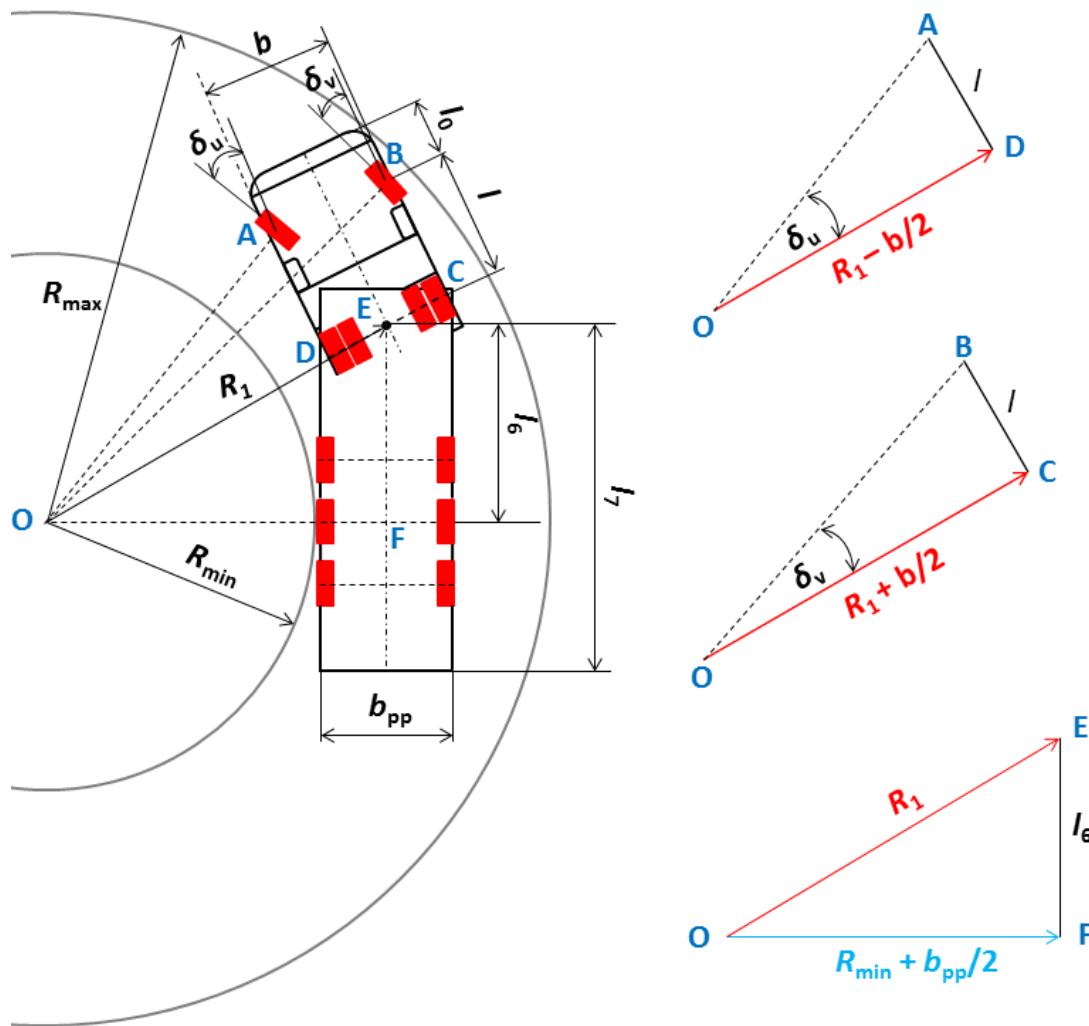 b
δv
δu
l0
B
l
A
Rmax
C
E
D
R1
l6
l7
O
F
Rmin
bpp
A
l
D
δu
R1 – b/2
O
B
l
C
δv
R1 + b/2
O
E
R1
l6
O
F
Rmin + bpp/2